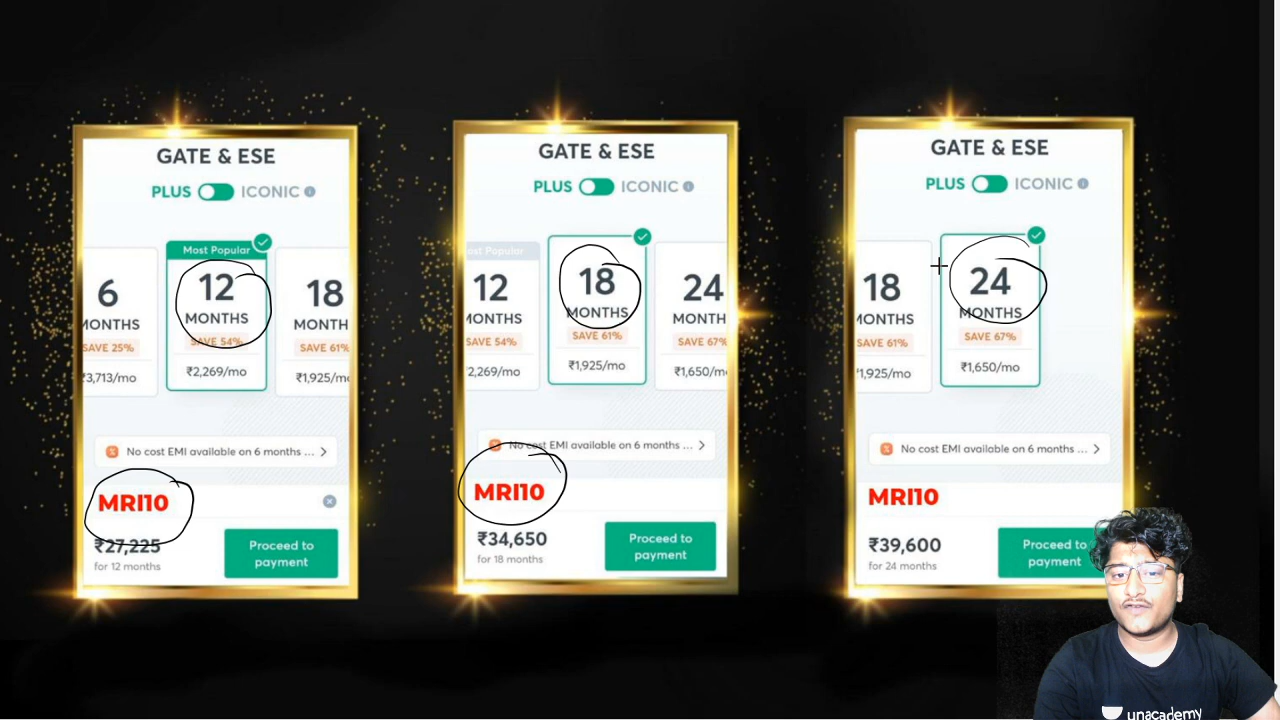 GATE & ESE
PLUS ICONIC
Most Popular
6
MONTHS
SAVE 25%
₹3,713/mo
12
MONTHS
SAVE 54%
₹2,269/mo
18
MONTH
SAVE 61%
₹1,925/mo
No cost EMI available on 6 months ...
MRI10
₹27,225
for 12 months
Proceed to
payment
GATE & ESE
PLUS ICONIC
ost Popular
12
MONTHS
SAVE 54%
2,269/mo
18
MONTHS
SAVE 61%
₹1,925/mo
24
MONTH
SAVE 67%
₹1,650/mo
No cost EMI available on 6 months ...
MRI10
₹34,650
for 18 months
Proceed to
payment
GATE & ESE
PLUS ICONIC
18
MONTHS
SAVE 61%
1,925/mo
24
MONTHS
SAVE 67%
₹1,650/mo
No cost EMI available on 6 months ...
MRI10
₹39,600
for 24 months
Proceed to
payment
unacademy